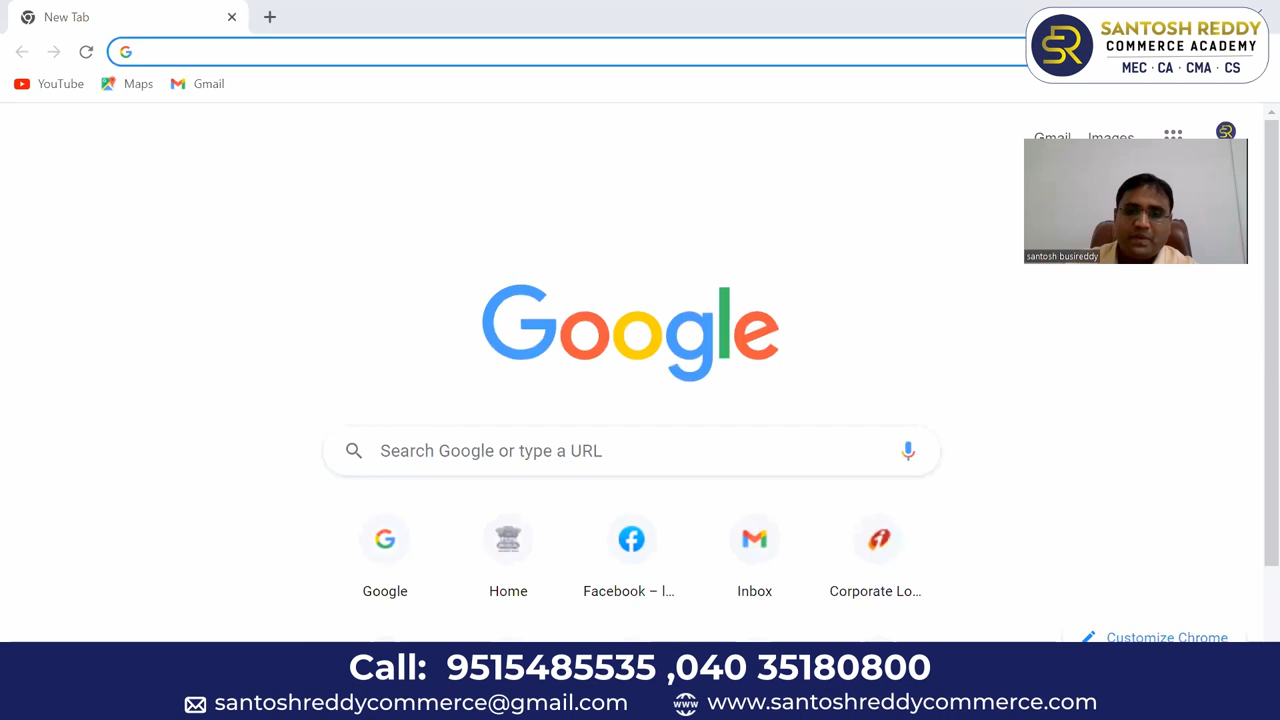 New Tab
SANTOSH REDDY
COMMERCE ACADEMY
MEC · CA · CMA · CS
YouTube
Maps
Gmail
Gmail
Images
santosh busireddy
Google
Search Google or type a URL
Google
Home
Facebook – l...
Inbox
Corporate Lo...
Customize Chrome
Call: 9515485535 ,040 35180800
santoshreddycommerce@gmail.com
www.santoshreddycommerce.com